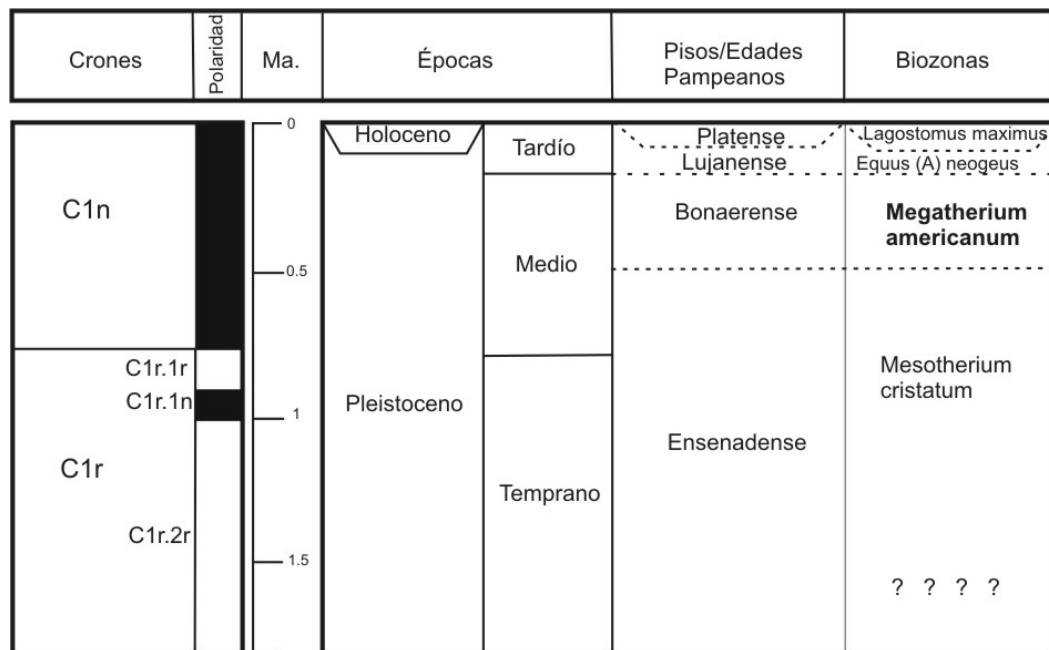 Crones
Polaridad
Ma.
Épocas
Pisos/Edades
Pampeanos
Biozonas
C1n
C1r.1r
C1r.1n
C1r
C1r.2r
0
0.5
1
1.5
Holoceno
Pleistoceno
Tardío
Medio
Temprano
Platense
Lujanense
Bonaerense
Ensenadense
Lagostomus maximus
Equus (A) neogeus
Megatherium
americanum
Mesotherium
cristatum
? ? ? ?